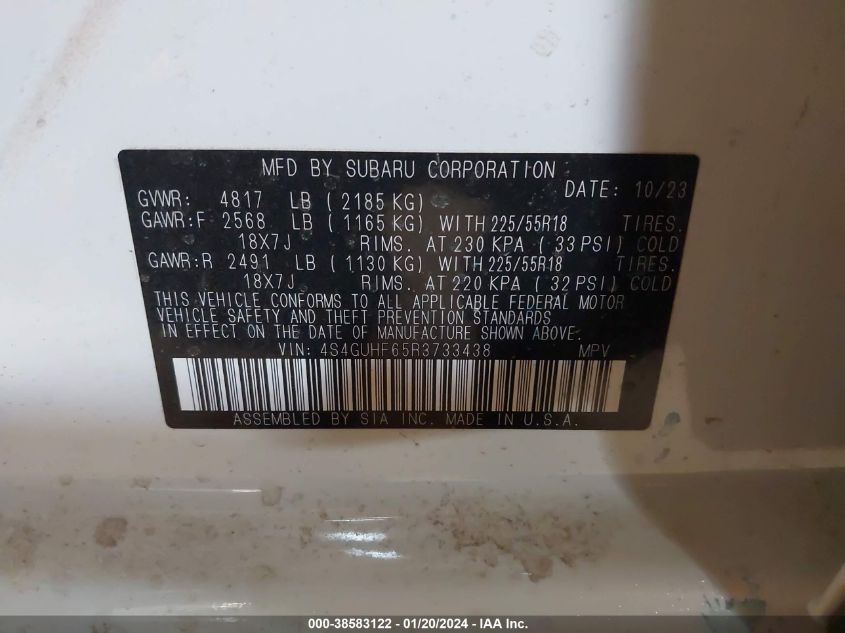 MFD BY SUBARU CORPORATION
DATE: 10/23
GVWR: 4817 LB ( 2185 KG)
GAWR:F 2568 LB ( 1165 KG) WITH 225/55R18 TIRES.
18X7J RIMS. AT 230 KPA ( 33 PSI) COLD
GAWR:R 2491 LB ( 1130 KG) WITH 225/55R18 TIRES.
18X7J RIMS. AT 220 KPA ( 32 PSI) COLD
THIS VEHICLE CONFORMS TO ALL APPLICABLE FEDERAL MOTOR
VEHICLE SAFETY AND THEFT PREVENTION STANDARDS
IN EFFECT ON THE DATE OF MANUFACTURE SHOWN ABOVE.
VIN: 4S4GUHF65R3733438 MPV
ASSEMBLED BY SIA INC. MADE IN U.S.A.
000-38583122 - 01/20/2024 - IAA Inc.